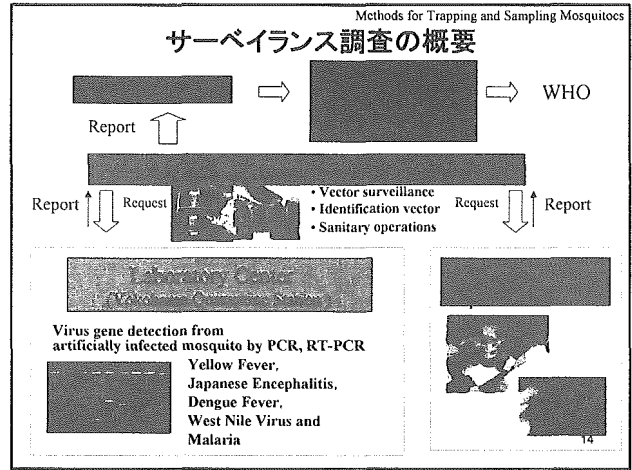 Methods for Trapping and Sampling Mosquitoes
サーベイランス調査の概要
WHO
Report
Report
Request
• Vector surveillance
• Identification vector
• Sanitary operations
Request
Report
Laboratory Center
Virus gene detection from
artificially infected mosquito by PCR, RT-PCR
Yellow Fever,
Japanese Encephalitis,
Dengue Fever,
West Nile Virus and
Malaria
14